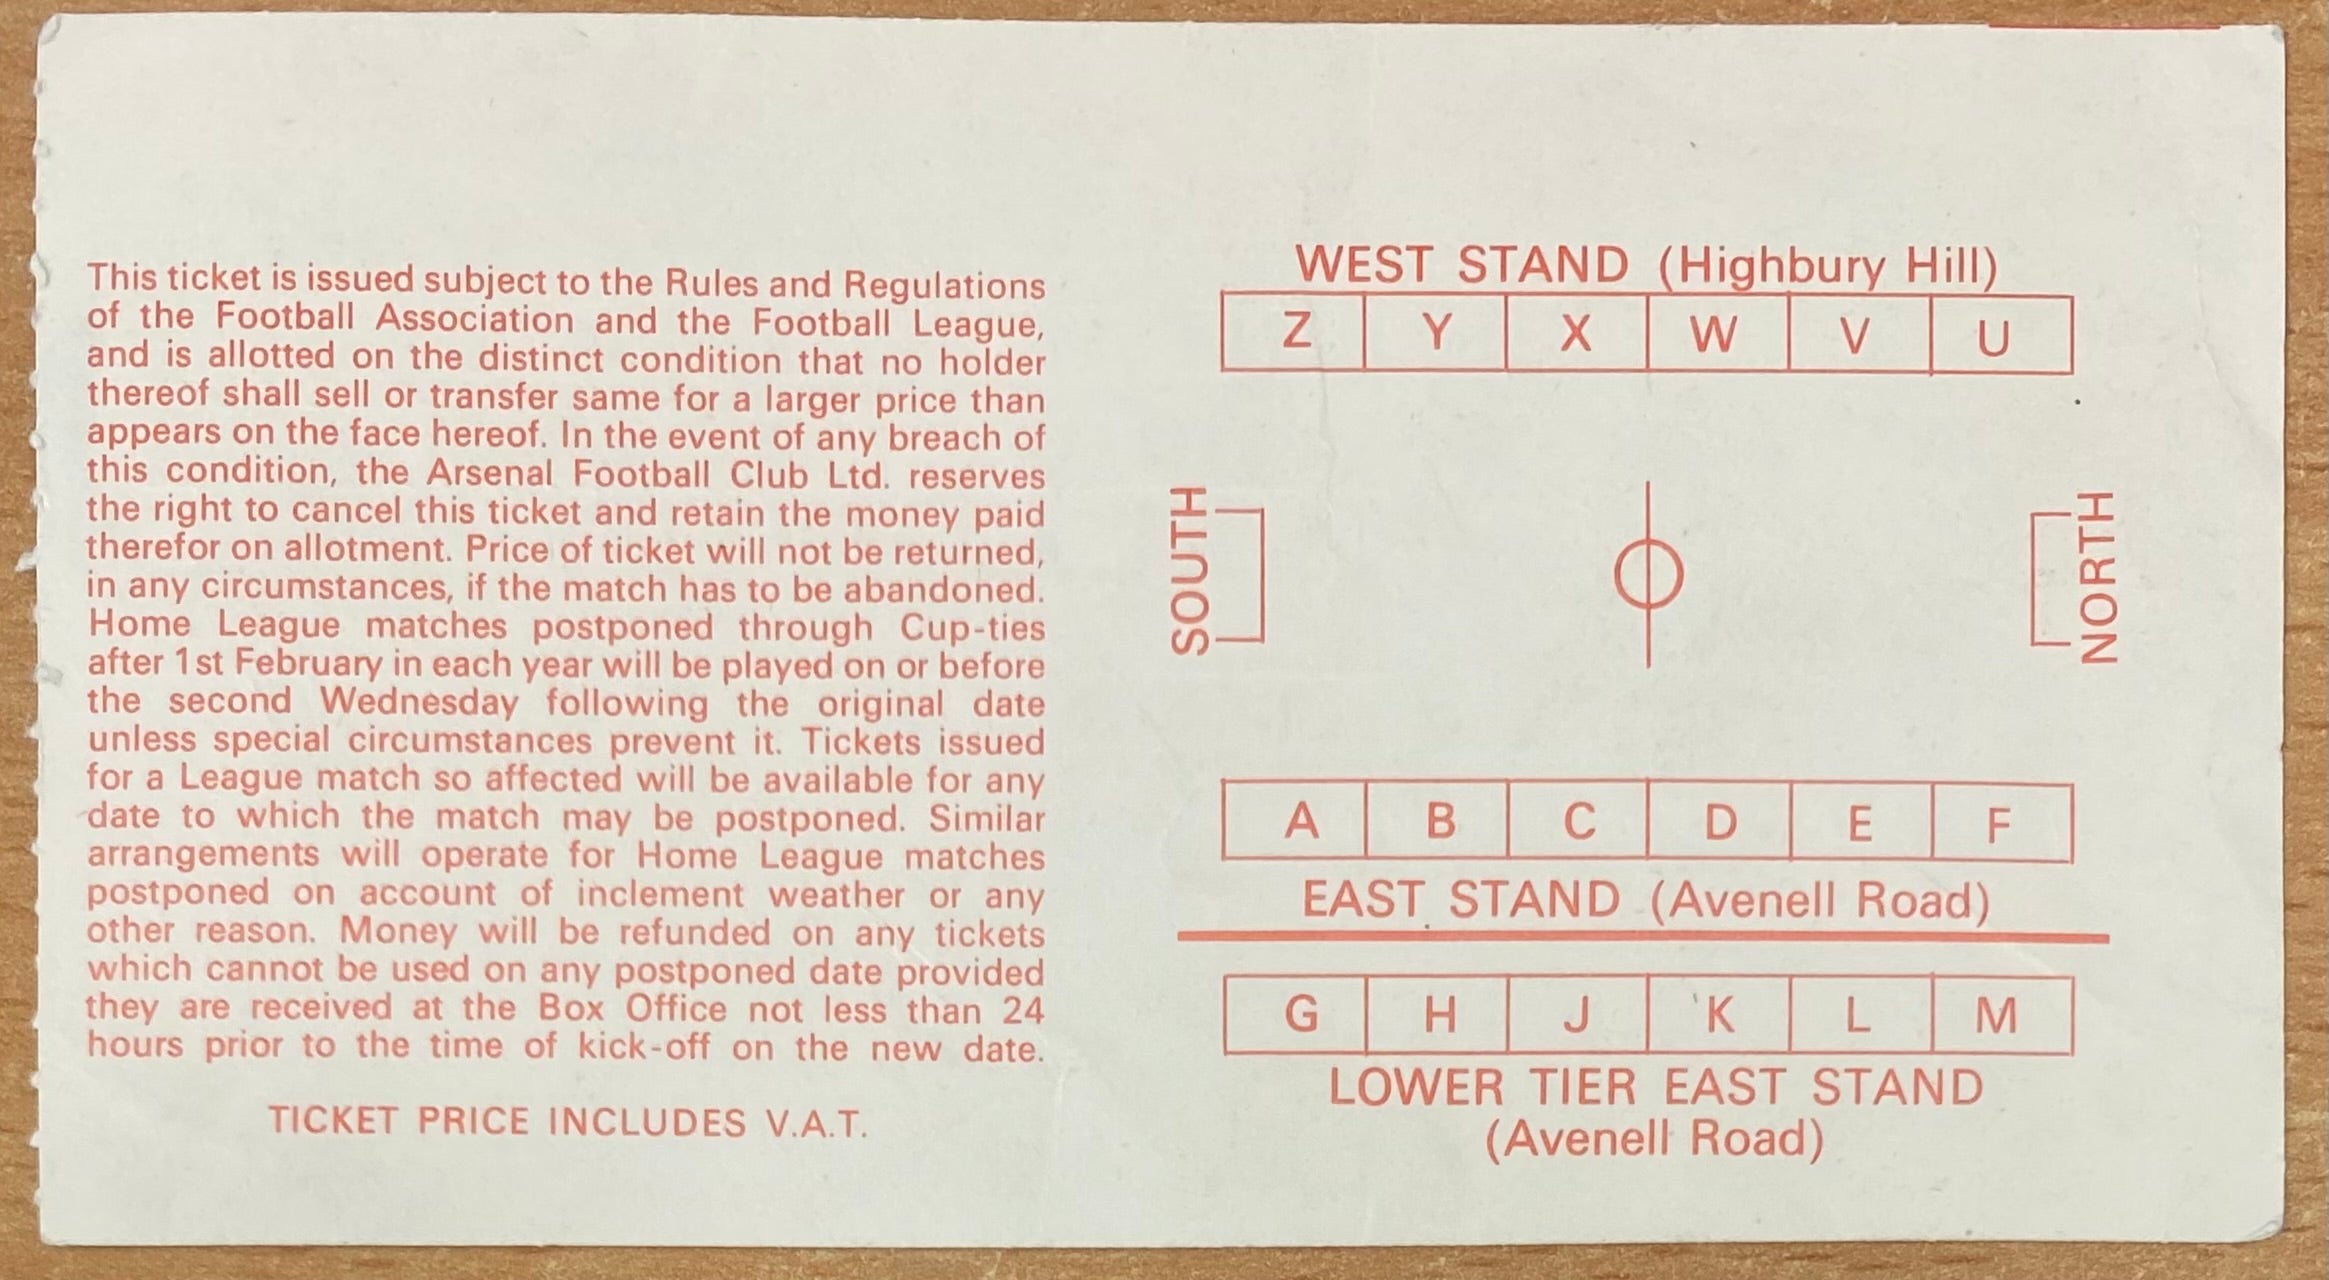 This ticket is issued subject to the Rules and Regulations
of the Football Association and the Football League,
and is allotted on the distinct condition that no holder
thereof shall sell or transfer same for a larger price than
appears on the face hereof. In the event of any breach of
this condition, the Arsenal Football Club Ltd. reserves
the right to cancel this ticket and retain the money paid
therefor on allotment. Price of ticket will not be returned,
in any circumstances, if the match has to be abandoned.
Home League matches postponed through Cup-ties
after 1st February in each year will be played on or before
the second Wednesday following the original date
unless special circumstances prevent it. Tickets issued
for a League match so affected will be available for any
date to which the match may be postponed. Similar
arrangements will operate for Home League matches
postponed on account of inclement weather or any
other reason. Money will be refunded on any tickets
which cannot be used on any postponed date provided
they are received at the Box Office not less than 24
hours prior to the time of kick-off on the new date.
TICKET PRICE INCLUDES V.A.T.
WEST STAND (Highbury Hill)
Z Y X W V U
SOUTH
NORTH
A B C D E F
EAST STAND (Avenell Road)
G H J K L M
LOWER TIER EAST STAND
(Avenell Road)